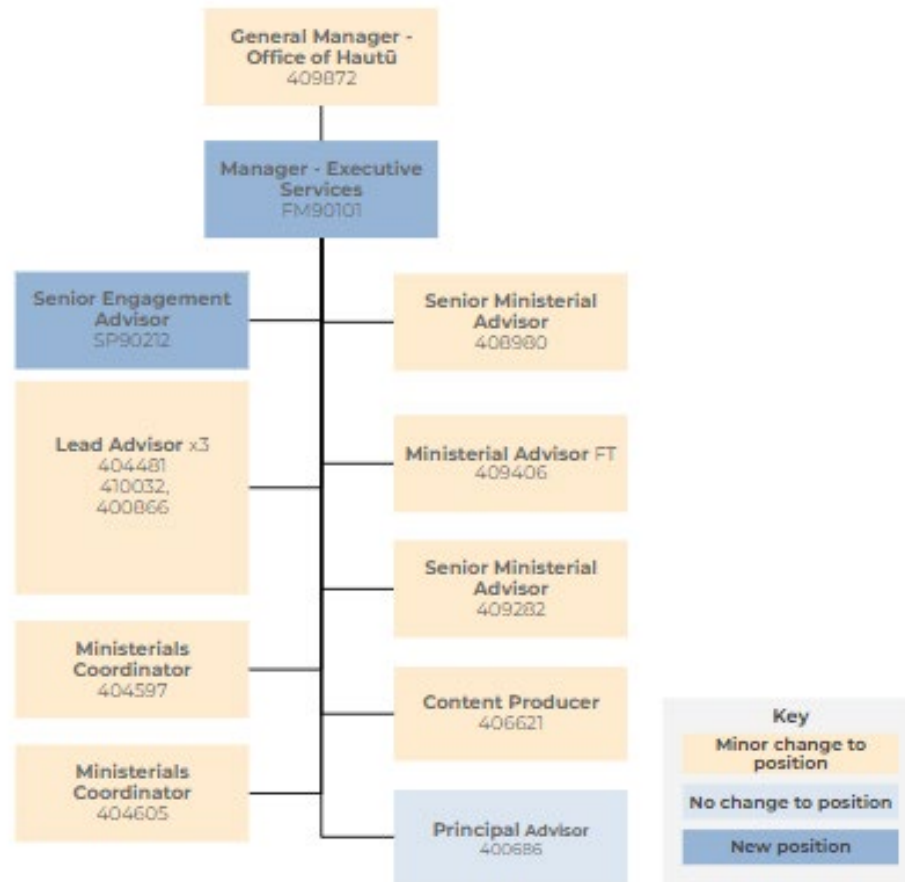 General Manager -
Office of Hautū
409872
Manager - Executive
Services
FM90101
Senior Engagement
Advisor
SP90212
Lead Advisor x3
404481
410032,
400866
Ministerials
Coordinator
404597
Ministerials
Coordinator
404605
Senior Ministerial
Advisor
408980
Ministerial Advisor FT
409406
Senior Ministerial
Advisor
409282
Content Producer
406621
Principal Advisor
400686
Key
Minor change to
position
No change to position
New position